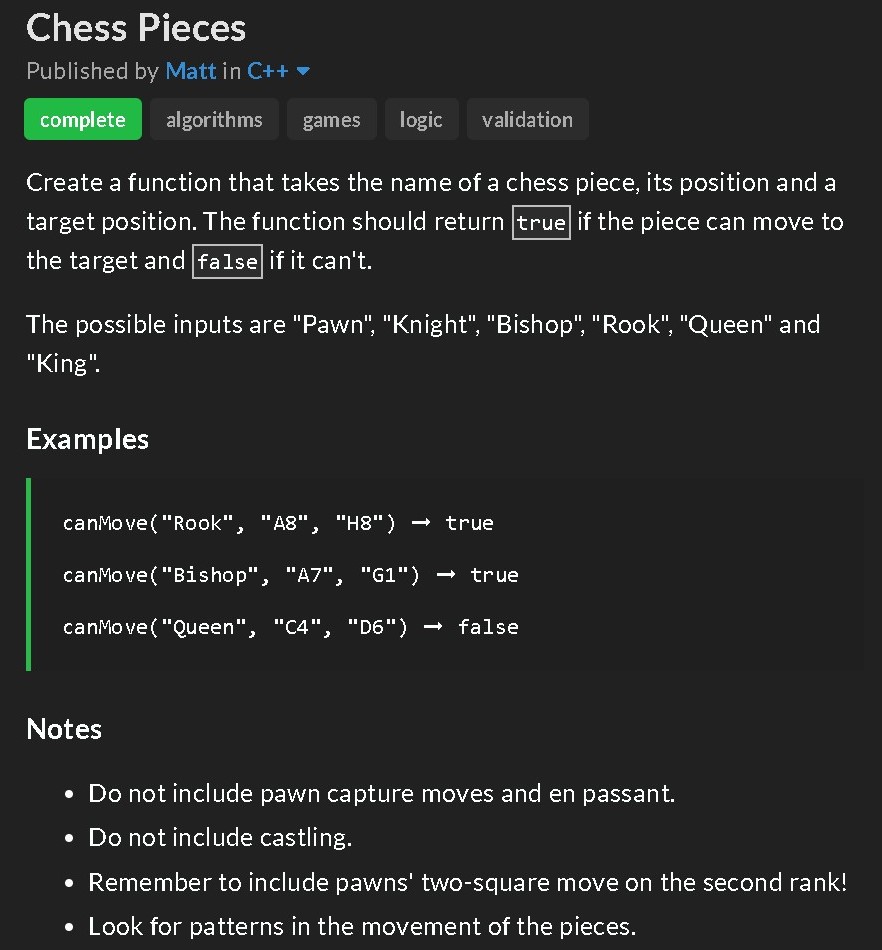 Chess Pieces
Published by Matt in C++
complete algorithms games logic validation
Create a function that takes the name of a chess piece, its position and a
target position. The function should return true if the piece can move to
the target and false if it can't.
The possible inputs are "Pawn", "Knight", "Bishop", "Rook", "Queen" and
"King".
Examples
canMove("Rook", "A8", "H8") → true
canMove("Bishop", "A7", "G1") → true
canMove("Queen", "C4", "D6") → false
Notes
• Do not include pawn capture moves and en passant.
• Do not include castling.
• Remember to include pawns' two-square move on the second rank!
• Look for patterns in the movement of the pieces.